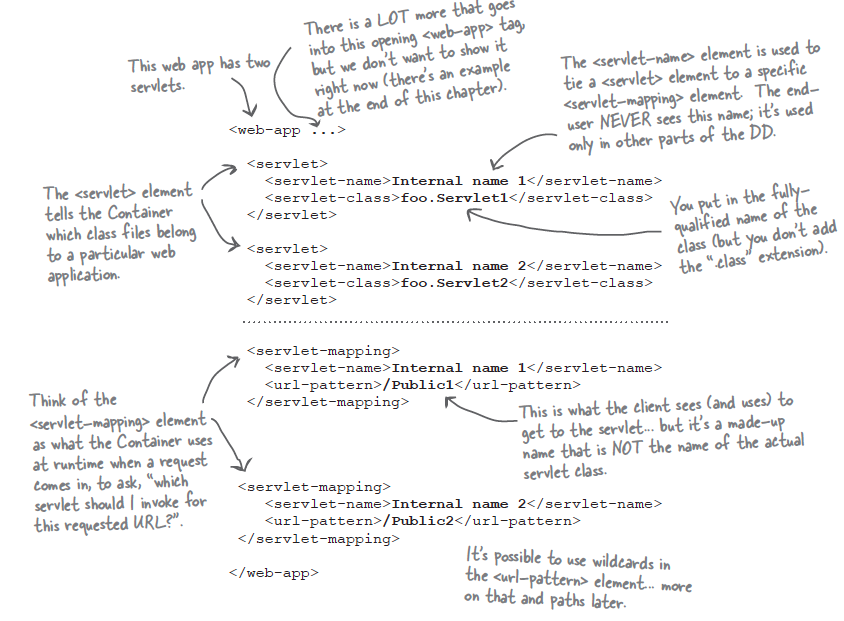 This web app has two
servlets.
There is a LOT more that goes
into this opening <web-app> tag,
but we don't want to show it
right now (there's an example
at the end of this chapter).
The <servlet-name> element is used to
tie a <servlet> element to a specific
<servlet-mapping> element. The end-
user NEVER sees this name; it's used
only in other parts of the DD.
<web-app ...>
<servlet>
<servlet-name>Internal name 1</servlet-name>
<servlet-class>foo.Servlet1</servlet-class>
</servlet>
The <servlet> element
tells the Container
which class files belong
to a particular web
application.
You put in the fully-
qualified name of the
class (but you don't add
the ".class" extension).
<servlet>
<servlet-name>Internal name 2</servlet-name>
<servlet-class>foo.Servlet2</servlet-class>
</servlet>
<servlet-mapping>
<servlet-name>Internal name 1</servlet-name>
<url-pattern>/Public1</url-pattern>
</servlet-mapping>
Think of the
<servlet-mapping> element
as what the Container uses
at runtime when a request
comes in, to ask, "which
servlet should I invoke for
this requested URL?".
This is what the client sees (and uses) to
get to the servlet... but it's a made-up
name that is NOT the name of the actual
servlet class.
<servlet-mapping>
<servlet-name>Internal name 2</servlet-name>
<url-pattern>/Public2</url-pattern>
</servlet-mapping>
</web-app>
It's possible to use wildcards in
the <url-pattern> element... more
on that and paths later.